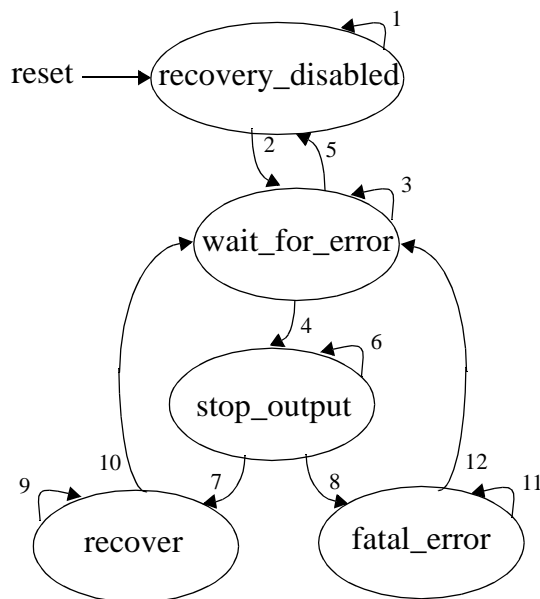 1
reset
recovery_disabled
2
5
3
wait_for_error
4
6
stop_output
9
10
7
8
12
11
recover
fatal_error